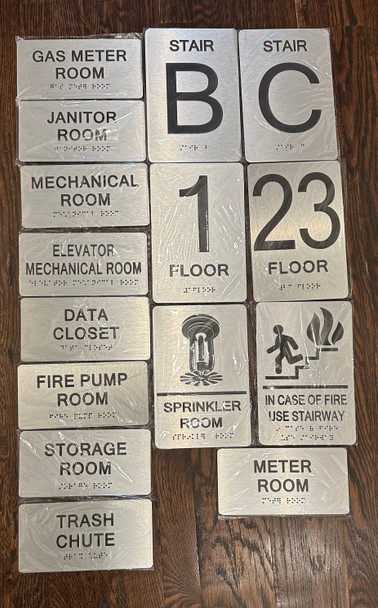 GAS METER
ROOM
JANITOR
ROOM
MECHANICAL
ROOM
ELEVATOR
MECHANICAL ROOM
DATA
CLOSET
FIRE PUMP
ROOM
STORAGE
ROOM
TRASH
CHUTE
STAIR
B
STAIR
C
1
FLOOR
23
FLOOR
SPRINKLER
ROOM
IN CASE OF FIRE
USE STAIRWAY
METER
ROOM